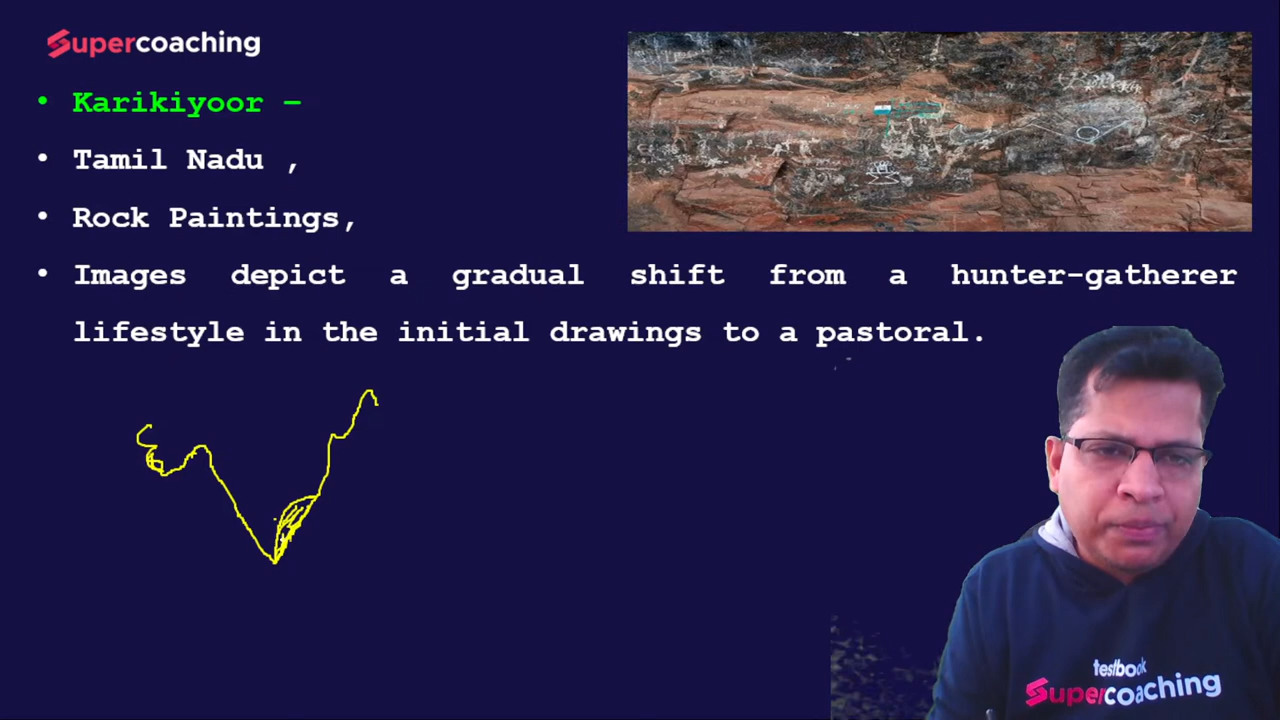 Supercoaching
• Karikiyoor –
• Tamil Nadu ,
• Rock Paintings,
• Images depict a gradual shift from a hunter-gatherer
lifestyle in the initial drawings to a pastoral.
testbook
Supercoaching